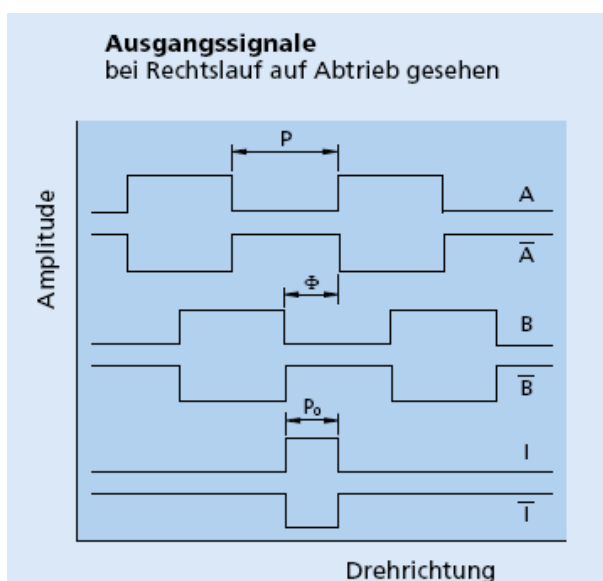 Ausgangssignale
bei Rechtslauf auf Abtrieb gesehen
Amplitude
P
A
A̅
Φ
B
B̅
P₀
I
I̅
Drehrichtung